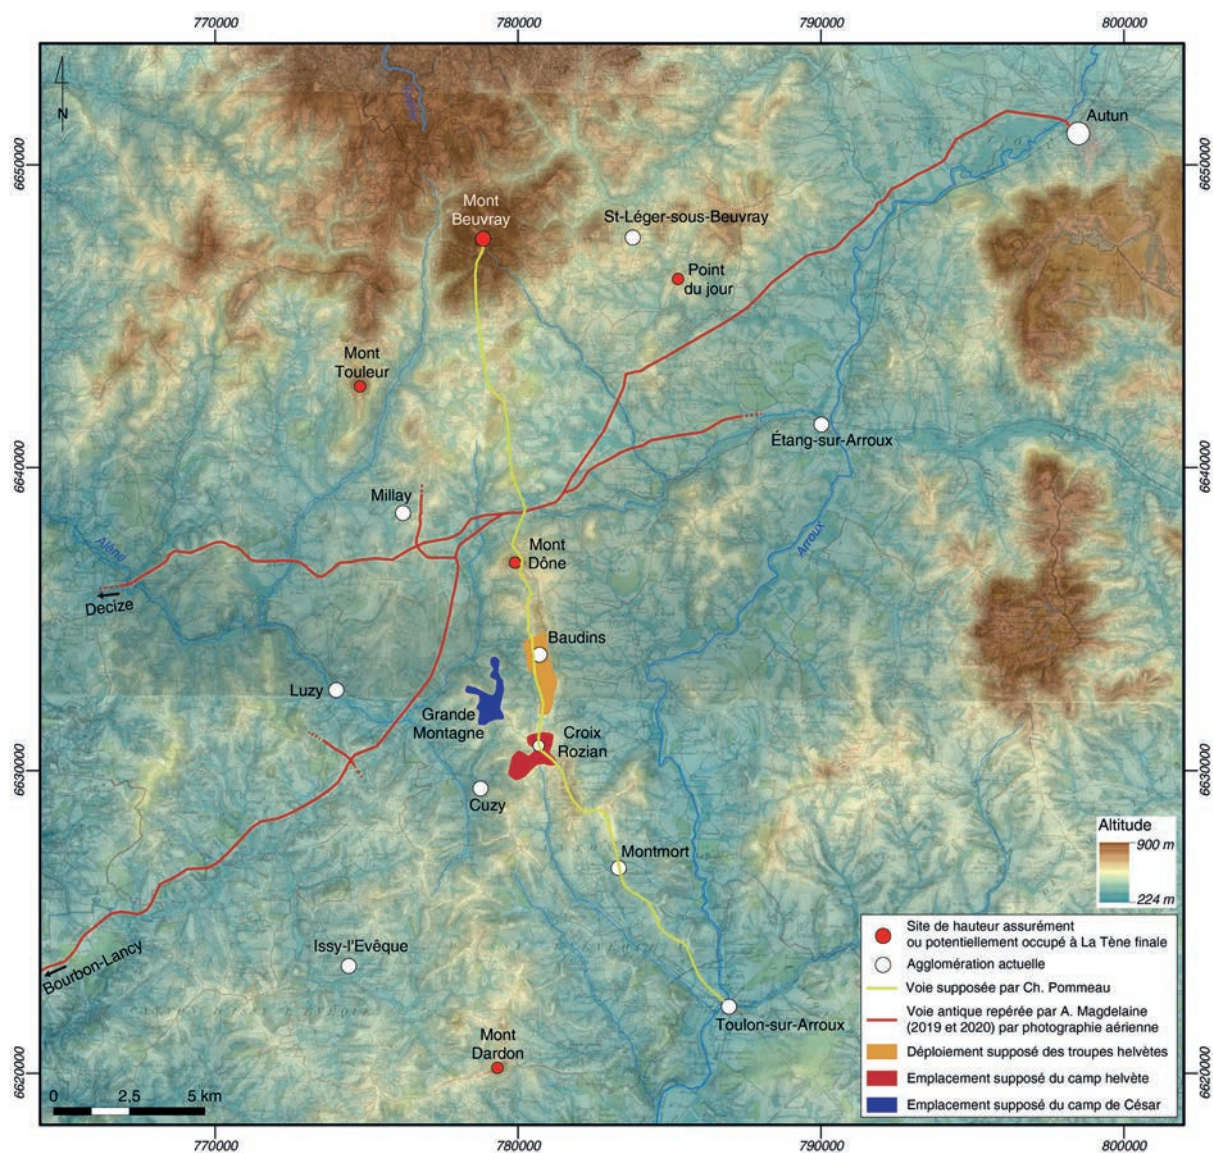 770000
780000
790000
800000
N
Autun
6650000
6650000
Mont
Beuvray
St-Léger-sous-Beuvray
Point
du jour
Mont
Touleur
Étang-sur-Arroux
6640000
6640000
Millay
Arroux
Alène
Mont
Dône
Decize
Baudins
Luzy
Grande
Montagne
Croix
Rozian
6630000
6630000
Cuzy
Montmort
Altitude
900 m
224 m
Issy-l'Evêque
Bourbon-Lancy
Toulon-sur-Arroux
Mont
Dardon
Site de hauteur assurément
ou potentiellement occupé à La Tène finale
Agglomération actuelle
Voie supposée par Ch. Pommeau
Voie antique repérée par A. Magdelaine
(2019 et 2020) par photographie aérienne
Déploiement supposé des troupes helvètes
Emplacement supposé du camp helvète
Emplacement supposé du camp de César
6620000
6620000
0 2,5 5 km
770000
780000
790000
800000